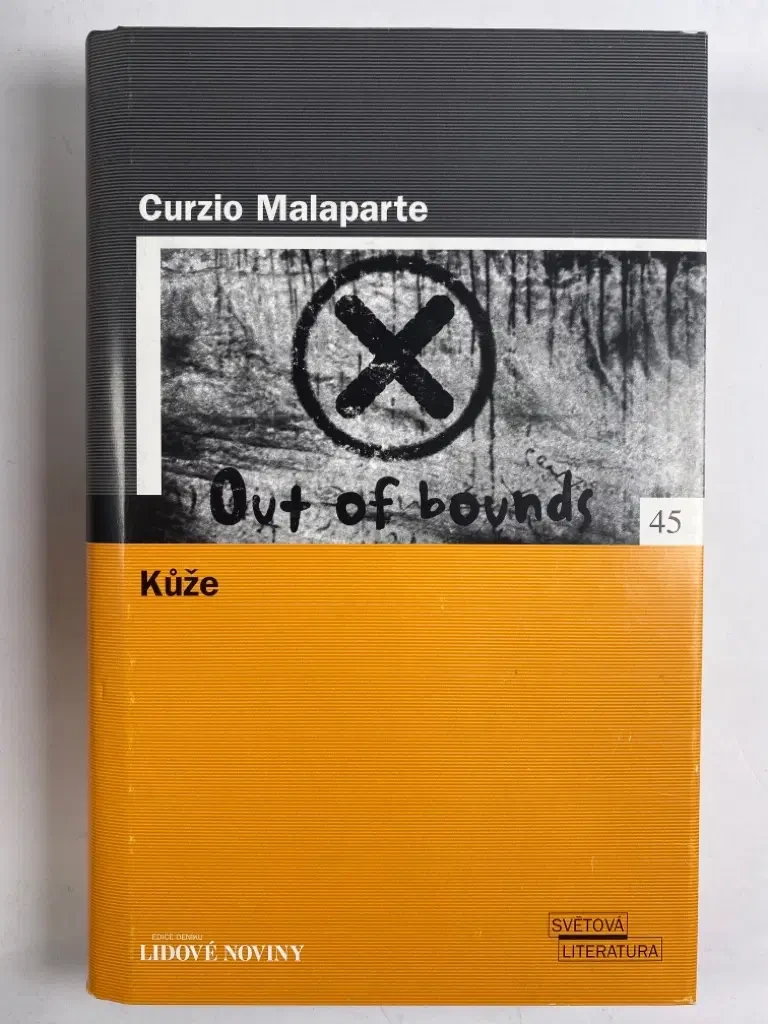 Curzio Malaparte
Out of bounds
45
Kůže
EDICE DENÍKU
LIDOVÉ NOVINY
SVĚTOVÁ
LITERATURA